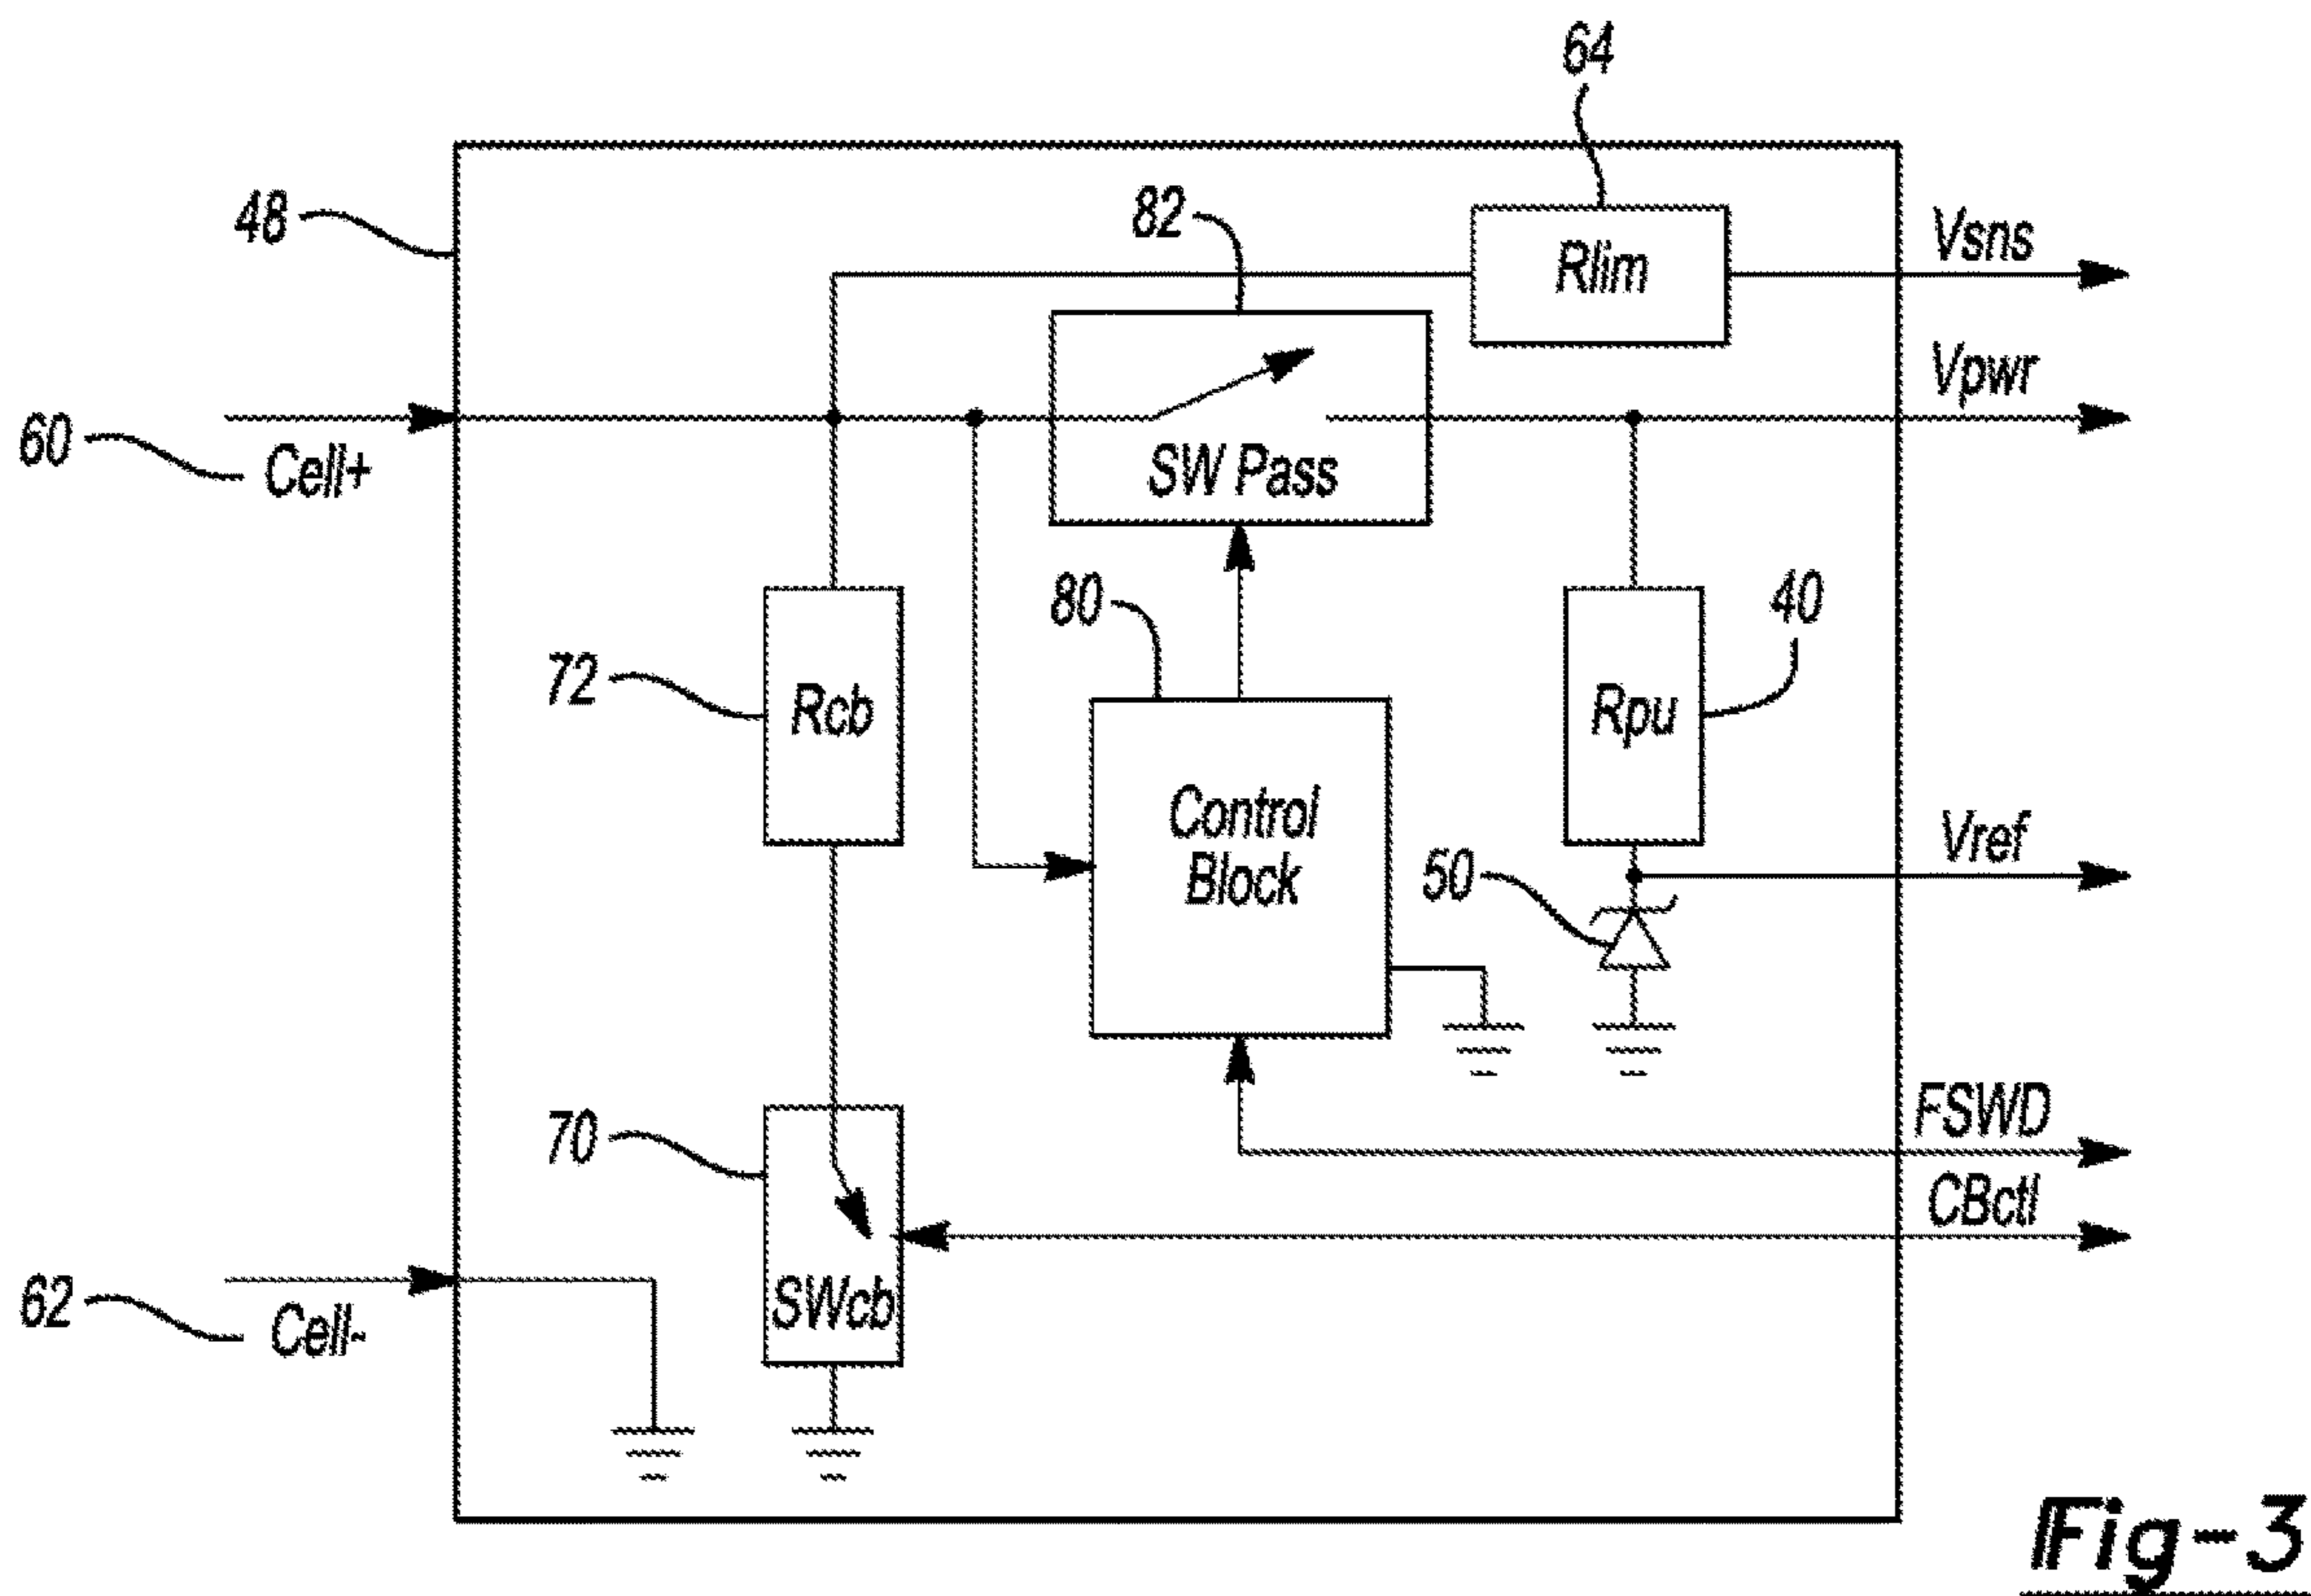 64
48
82
Rlim
Vsns
Vpwr
60
Cell+
SW Pass
80
40
72
Rcb
Rpu
Control
Block
Vref
50
FSWD
70
CBctl
62
Cell-
SWcb
Fig-3